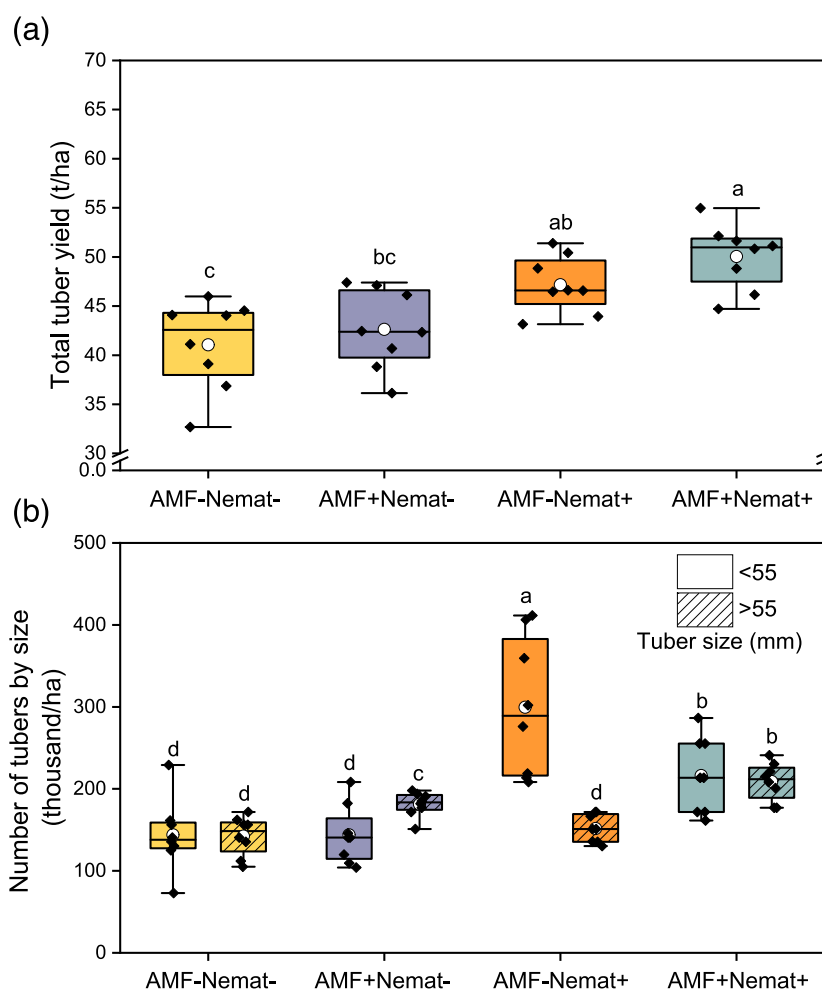 (a)
Total tuber yield (t/ha)
70
65
60
55
50
45
40
35
30
0.0
c
bc
ab
a
AMF-Nemat-
AMF+Nemat-
AMF-Nemat+
AMF+Nemat+
(b)
Number of tubers by size
(thousand/ha)
500
400
300
200
100
0
<55
>55
Tuber size (mm)
d
d
d
c
a
d
b
b
AMF-Nemat-
AMF+Nemat-
AMF-Nemat+
AMF+Nemat+